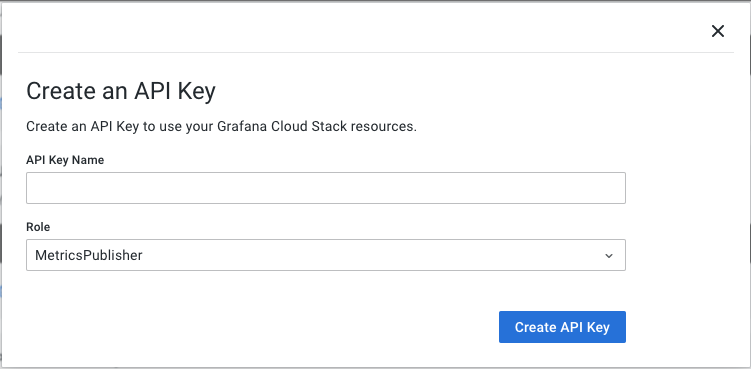 Create an API Key
Create an API Key to use your Grafana Cloud Stack resources.
API Key Name
Role
MetricsPublisher
Create API Key